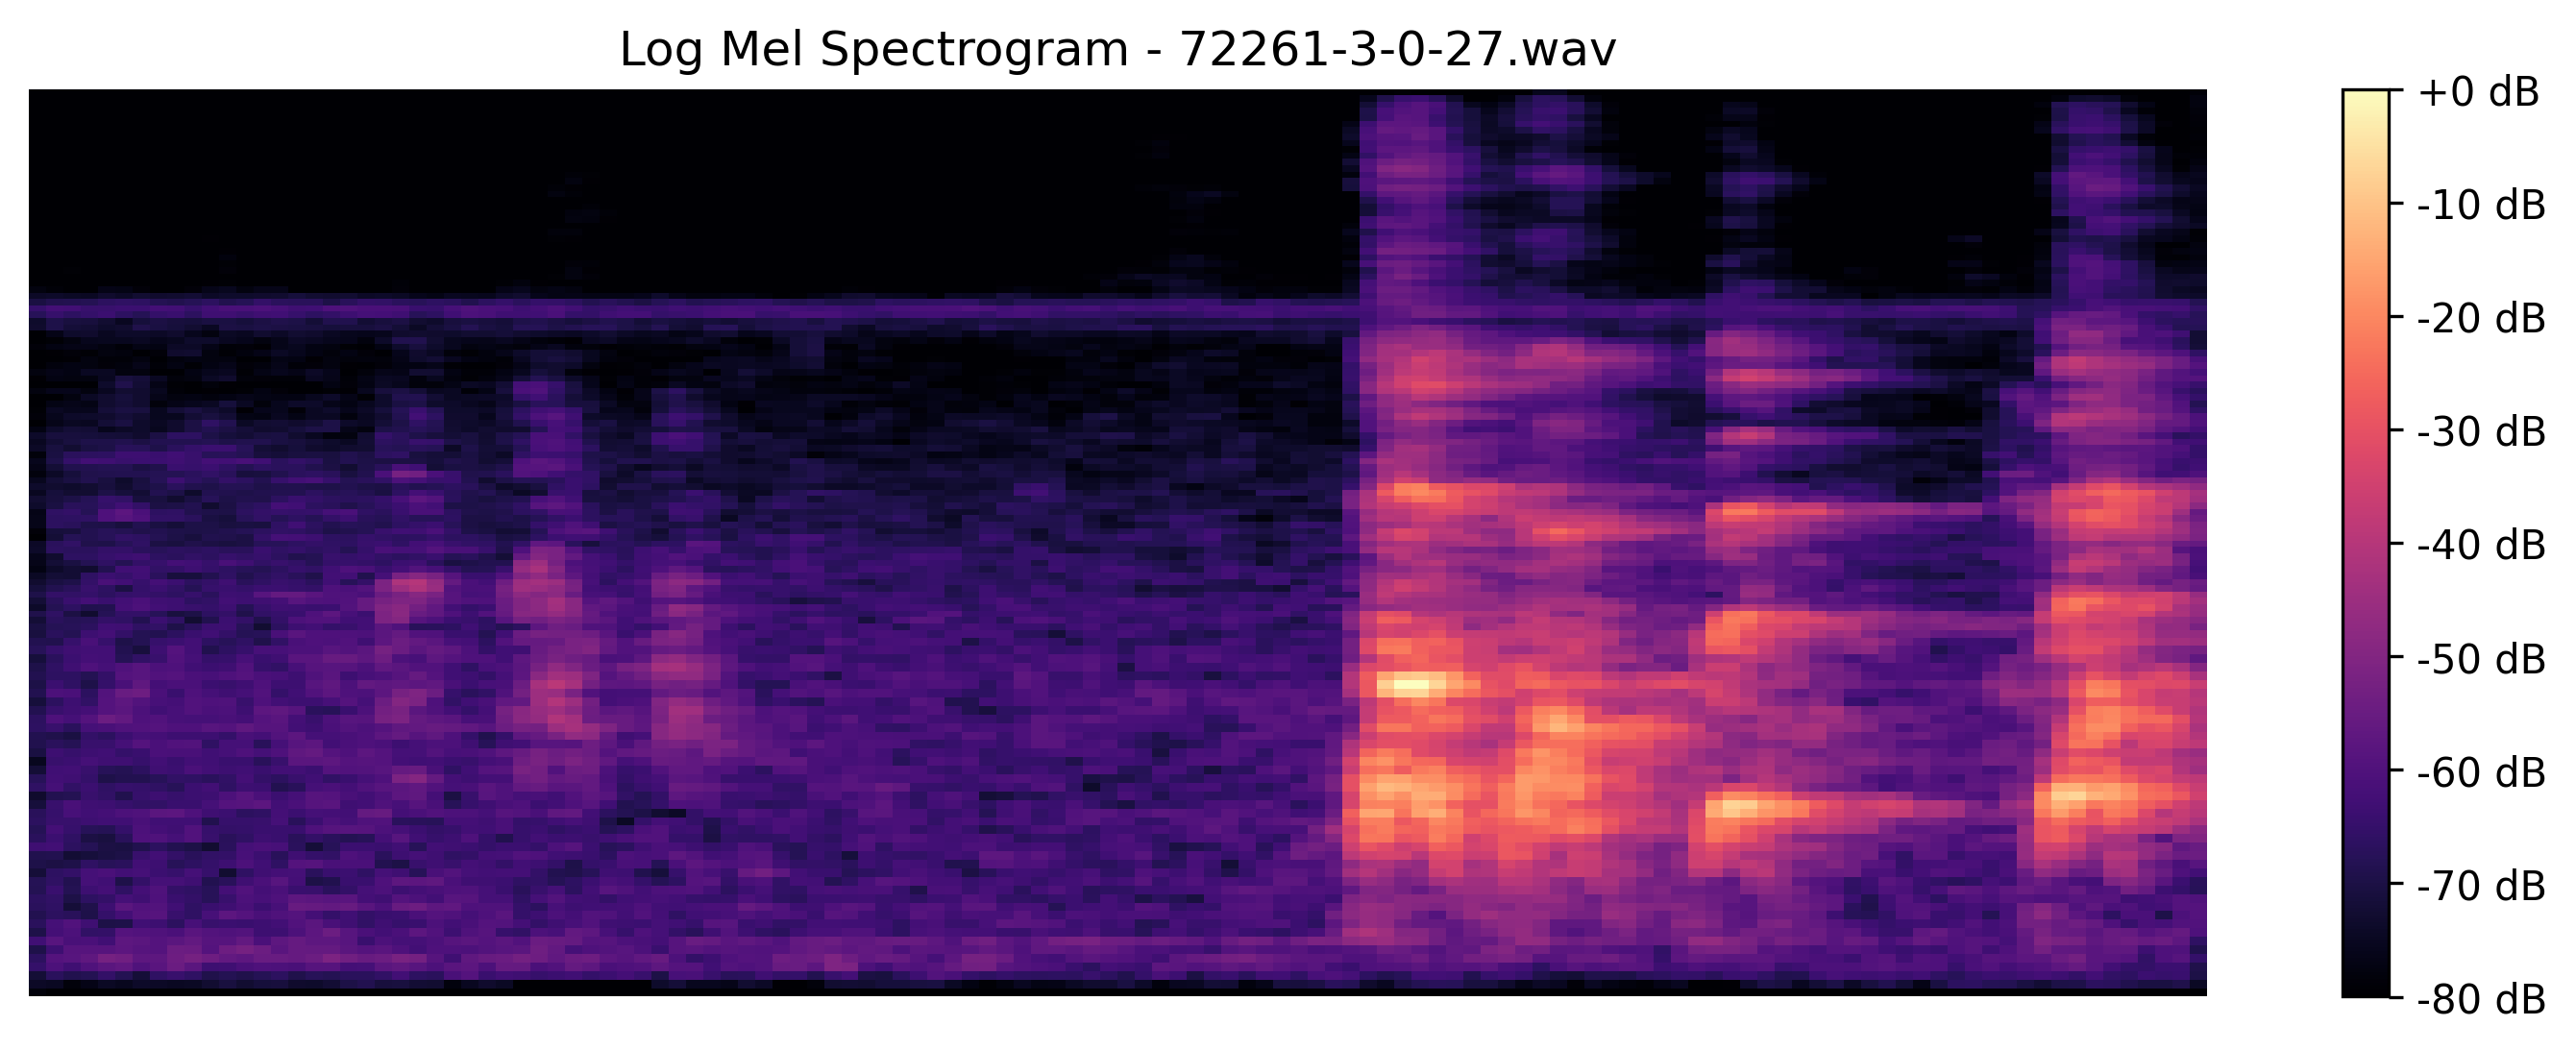 Log Mel Spectrogram - 72261-3-0-27.wav
+0 dB
-10 dB
-20 dB
-30 dB
-40 dB
-50 dB
-60 dB
-70 dB
-80 dB